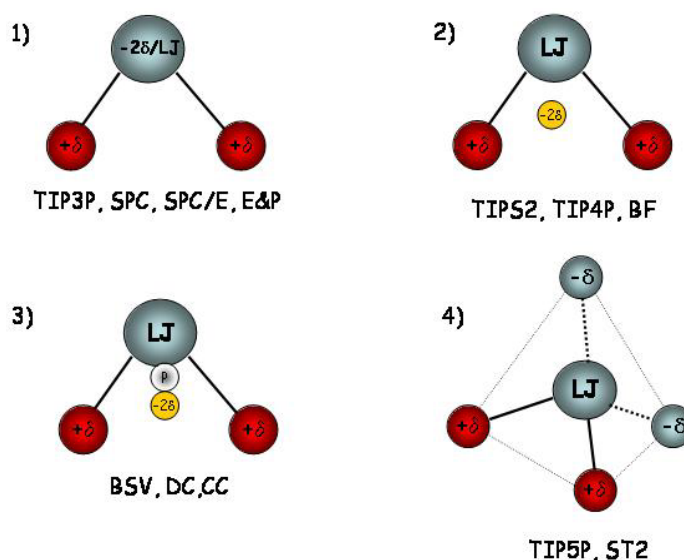 1)
-2δ/LJ
+δ
+δ
TIP3P, SPC, SPC/E, E&P
2)
LJ
-2δ
+δ
+δ
TIPS2, TIP4P, BF
3)
LJ
P
-2δ
+δ
+δ
BSV, DC,CC
4)
-δ
LJ
+δ
-δ
+δ
TIP5P, ST2